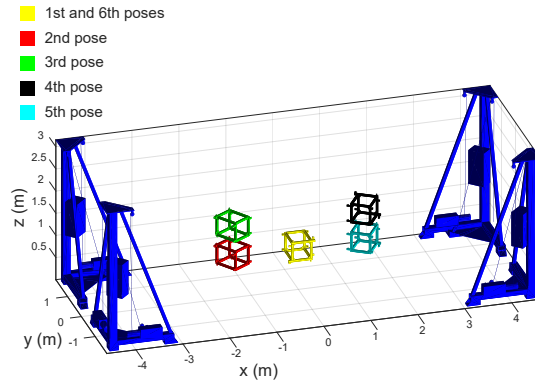 1st and 6th poses
2nd pose
3rd pose
4th pose
5th pose
3
2.5
2
1.5
1
0.5
z (m)
1
0
-1
y (m)
-4
-3
-2
-1
0
1
2
3
4
x (m)